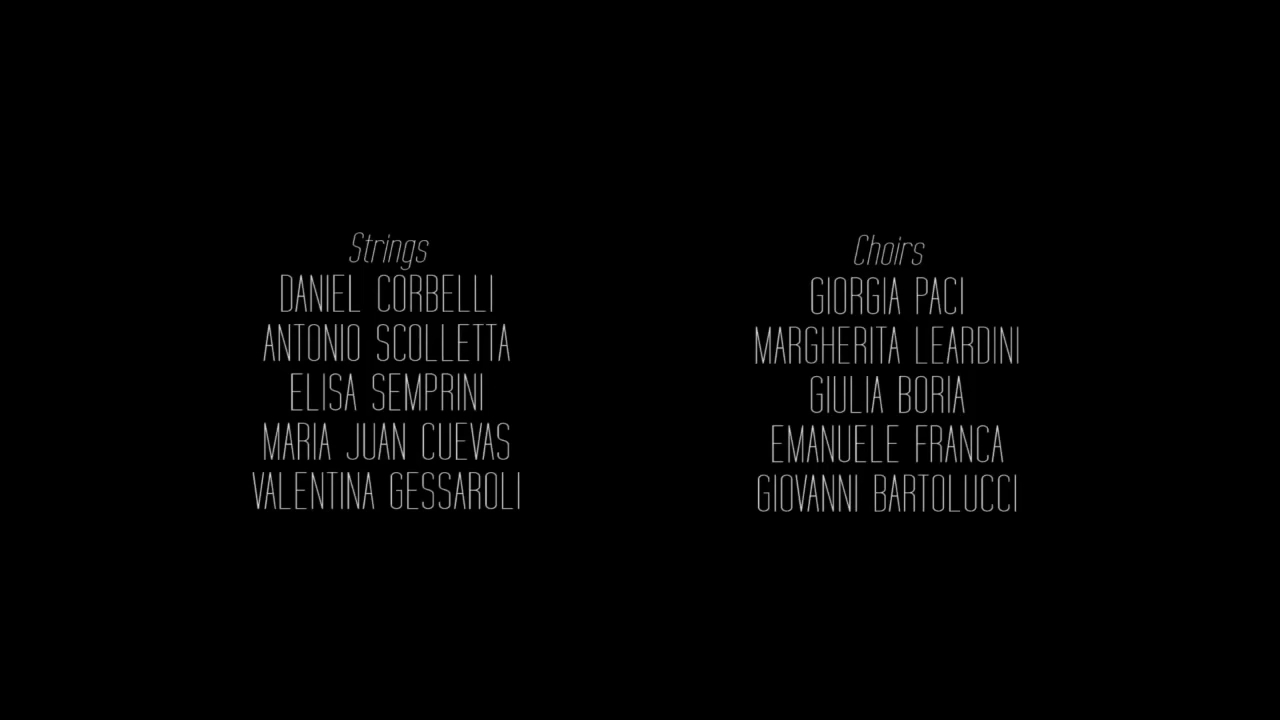 Strings
DANIEL CORBELLI
ANTONIO SCOLLETTA
ELISA SEMPRINI
MARIA JUAN CUEVAS
VALENTINA GESSAROLI
Choirs
GIORGIA PACI
MARGHERITA LEARDINI
GIULIA BORIA
EMANUELE FRANCA
GIOVANNI BARTOLUCCI